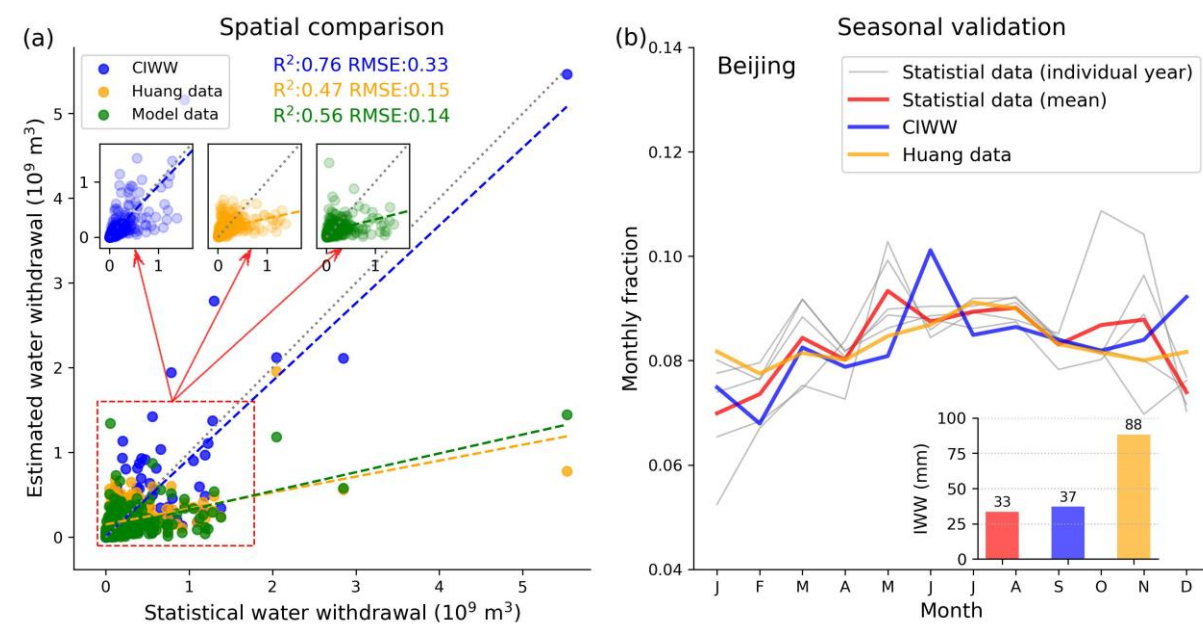 Spatial comparison
(a)
CIWW
Huang data
Model data
R²:0.76 RMSE:0.33
R²:0.47 RMSE:0.15
R²:0.56 RMSE:0.14
Estimated water withdrawal (10⁹ m³)
5
4
3
2
1
0
1
0
0 1
0 1
0 1
0 1 2 3 4 5
Statistical water withdrawal (10⁹ m³)
Seasonal validation
(b)
Beijing
Statistial data (individual year)
Statistial data (mean)
CIWW
Huang data
Monthly fraction
0.14
0.12
0.10
0.08
0.06
0.04
IWW (mm)
100
75
50
25
0
33
37
88
J F M A M J J A S O N D
Month